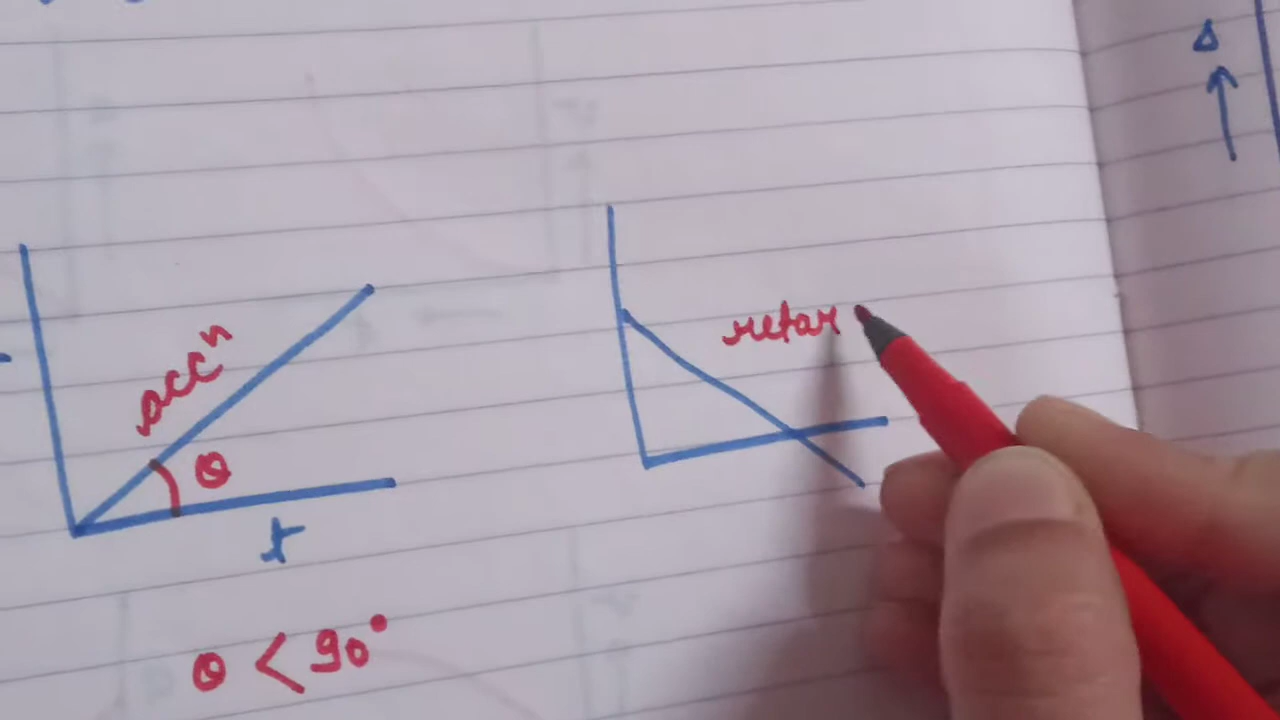 accⁿ
θ
t
θ < 90°
retar